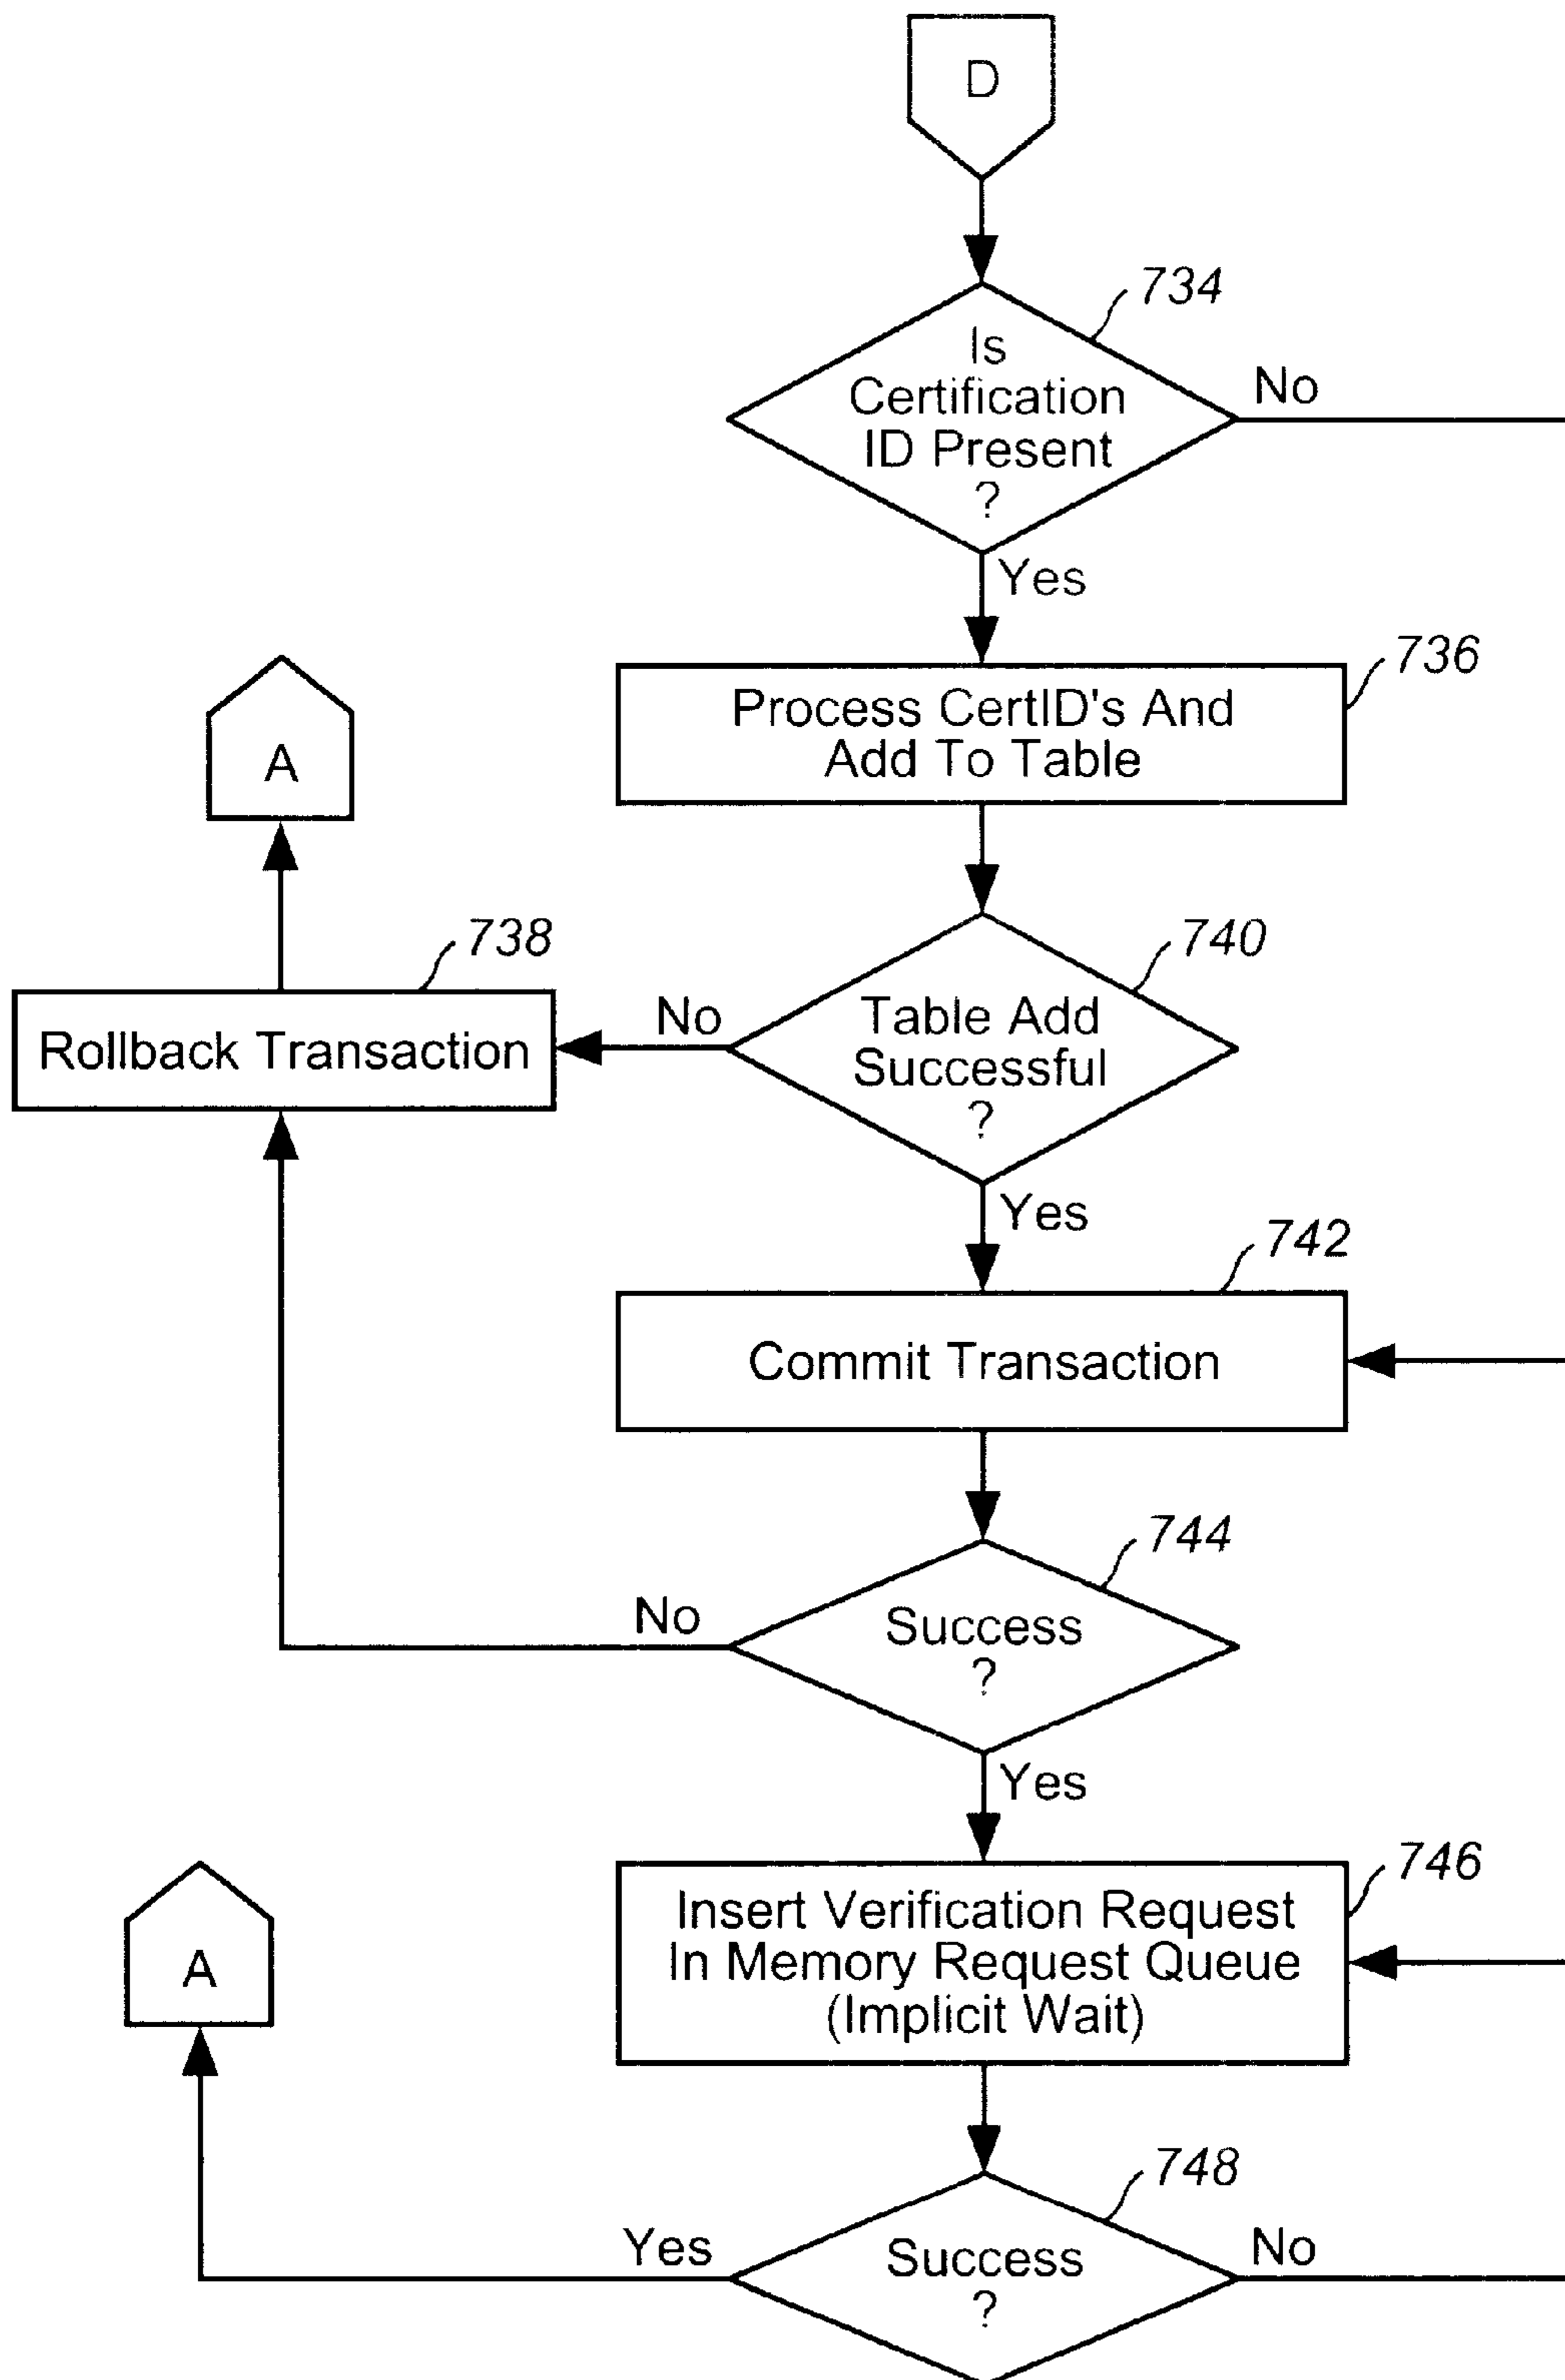 D
734
Is
Certification
ID Present
?
No
Yes
736
Process CertID's And
Add To Table
A
738
Rollback Transaction
No
740
Table Add
Successful
?
Yes
742
Commit Transaction
744
No
Success
?
Yes
746
Insert Verification Request
In Memory Request Queue
(Implicit Wait)
A
748
Yes
Success
?
No